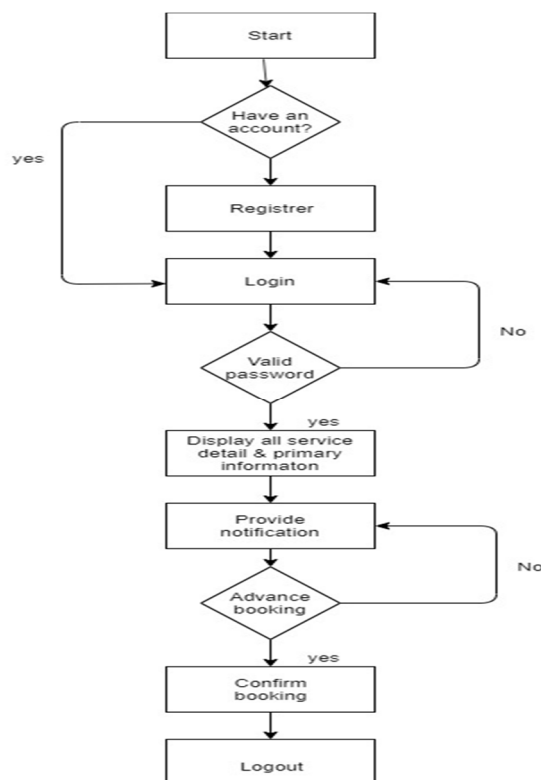 Start
Have an
account?
yes
Registrer
Login
No
Valid
password
yes
Display all service
detail & primary
informaton
Provide
notification
No
Advance
booking
yes
Confirm
booking
Logout